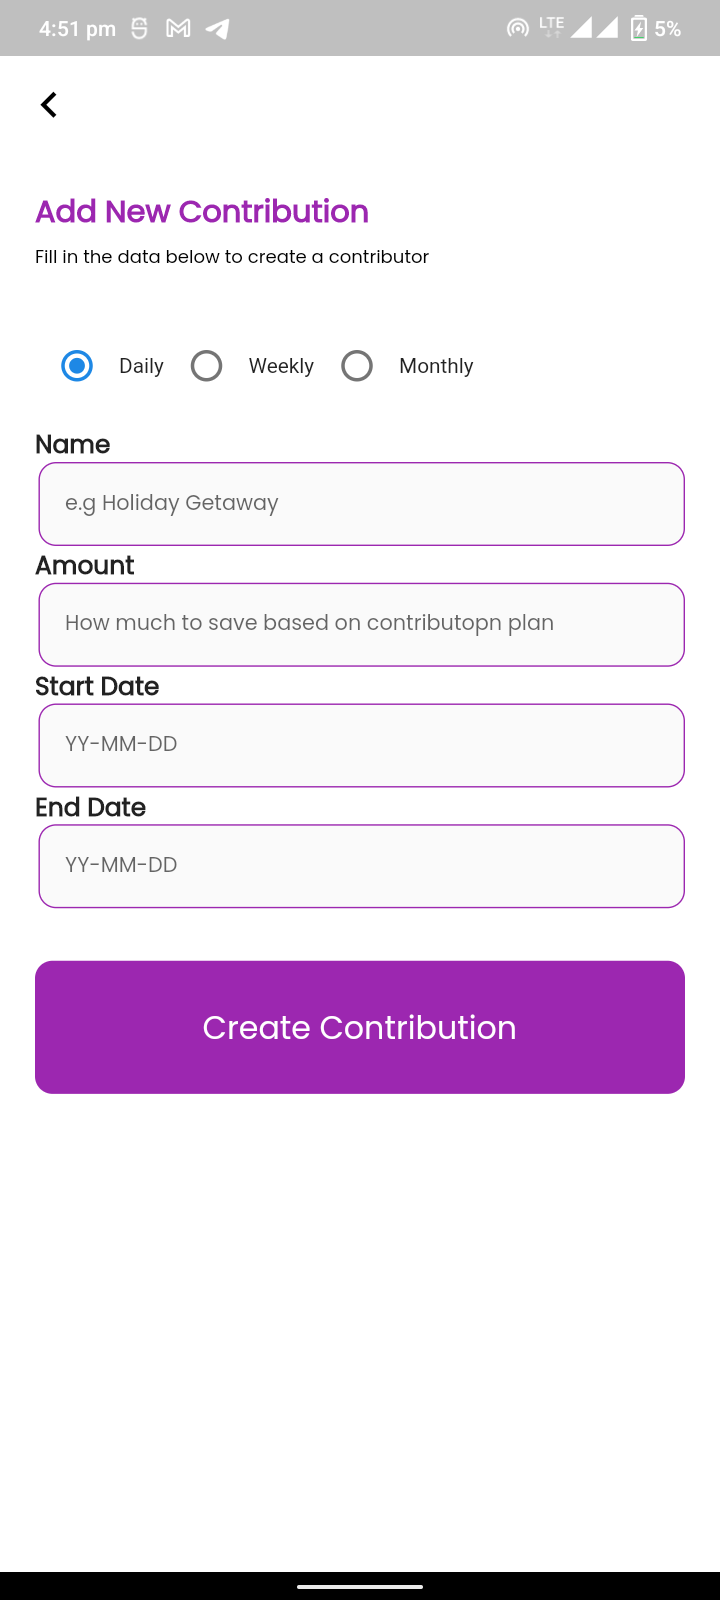 4:51 pm LTE 5%
Add New Contribution
Fill in the data below to create a contributor
Daily Weekly Monthly
Name
e.g Holiday Getaway
Amount
How much to save based on contributopn plan
Start Date
YY-MM-DD
End Date
YY-MM-DD
Create Contribution